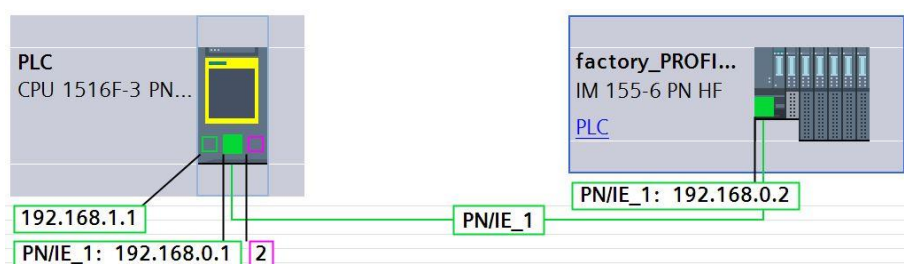 PLC
CPU 1516F-3 PN...
factory_PROFI...
IM 155-6 PN HF
PLC
PN/IE_1: 192.168.0.2
192.168.1.1
PN/IE_1
PN/IE_1: 192.168.0.1
2